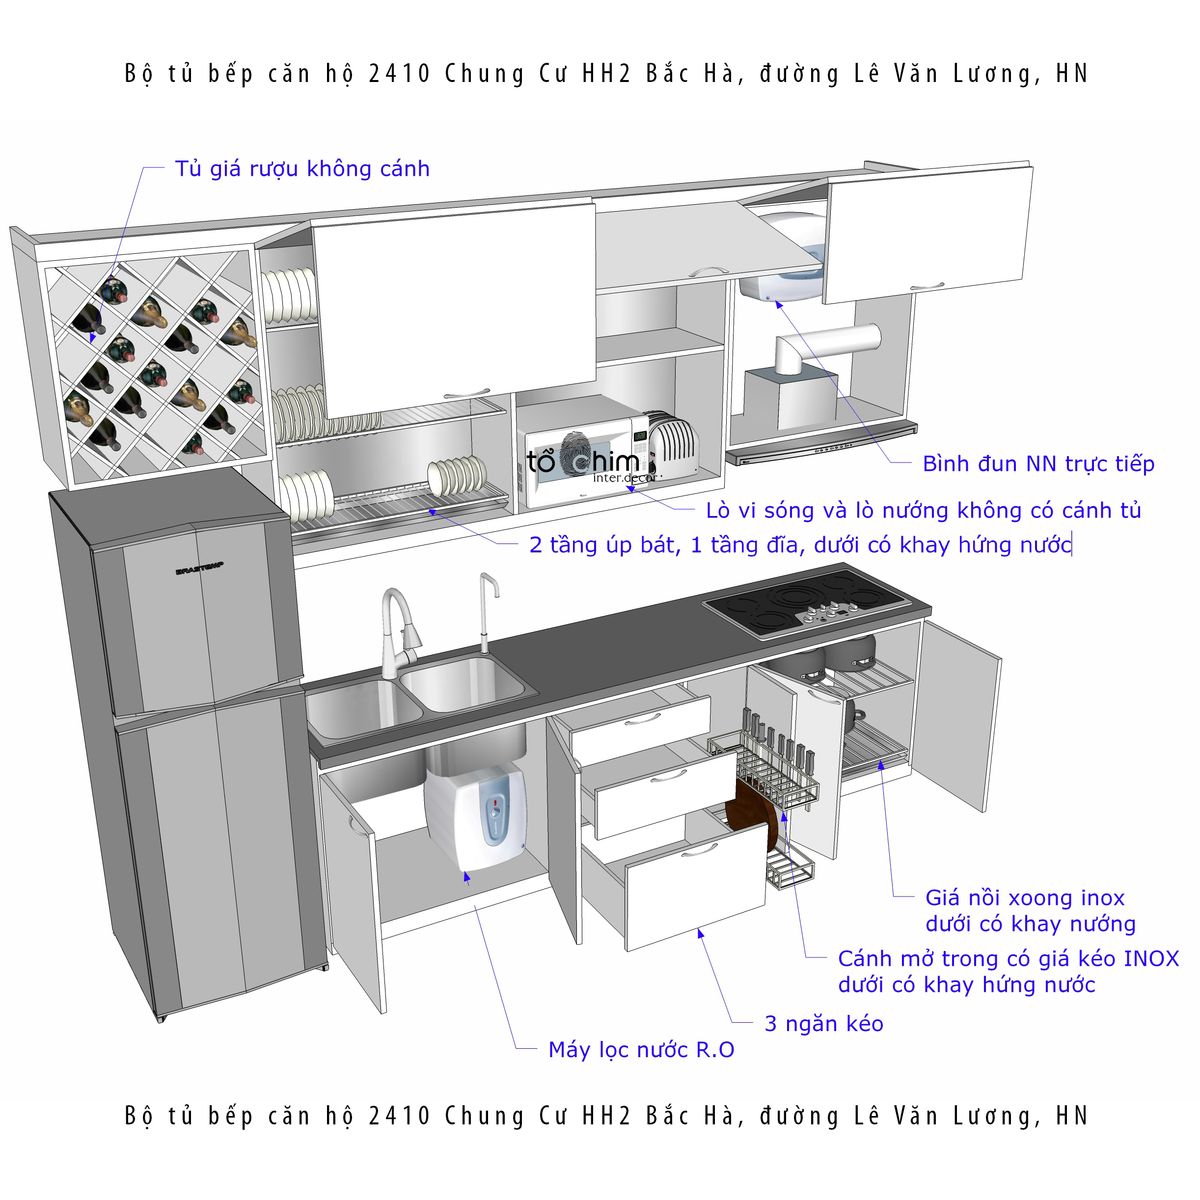 Bộ tủ bếp căn hộ 2410 Chung Cư HH2 Bắc Hà, đường Lê Văn Lương, HN
Tủ giá rượu không cánh
Bình đun NN trực tiếp
tổ chim
inter.decor
Lò vi sóng và lò nướng không có cánh tủ
2 tầng úp bát, 1 tầng đĩa, dưới có khay hứng nước
BRASTEMP
Giá nồi xoong inox
dưới có khay nướng
Cánh mở trong có giá kéo INOX
dưới có khay hứng nước
3 ngăn kéo
Máy lọc nước R.O
Bộ tủ bếp căn hộ 2410 Chung Cư HH2 Bắc Hà, đường Lê Văn Lương, HN